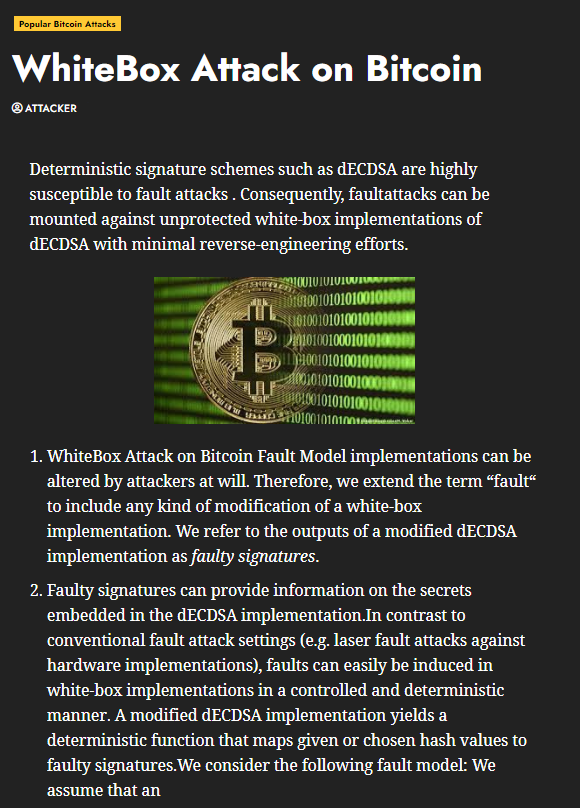 Popular Bitcoin Attacks
WhiteBox Attack on Bitcoin
ATTACKER
Deterministic signature schemes such as dECDSA are highly
susceptible to fault attacks . Consequently, faultattacks can be
mounted against unprotected white-box implementations of
dECDSA with minimal reverse-engineering efforts.
1. WhiteBox Attack on Bitcoin Fault Model implementations can be
altered by attackers at will. Therefore, we extend the term “fault“
to include any kind of modification of a white-box
implementation. We refer to the outputs of a modified dECDSA
implementation as faulty signatures.
2. Faulty signatures can provide information on the secrets
embedded in the dECDSA implementation.In contrast to
conventional fault attack settings (e.g. laser fault attacks against
hardware implementations), faults can easily be induced in
white-box implementations in a controlled and deterministic
manner. A modified dECDSA implementation yields a
deterministic function that maps given or chosen hash values to
faulty signatures.We consider the following fault model: We
assume that an